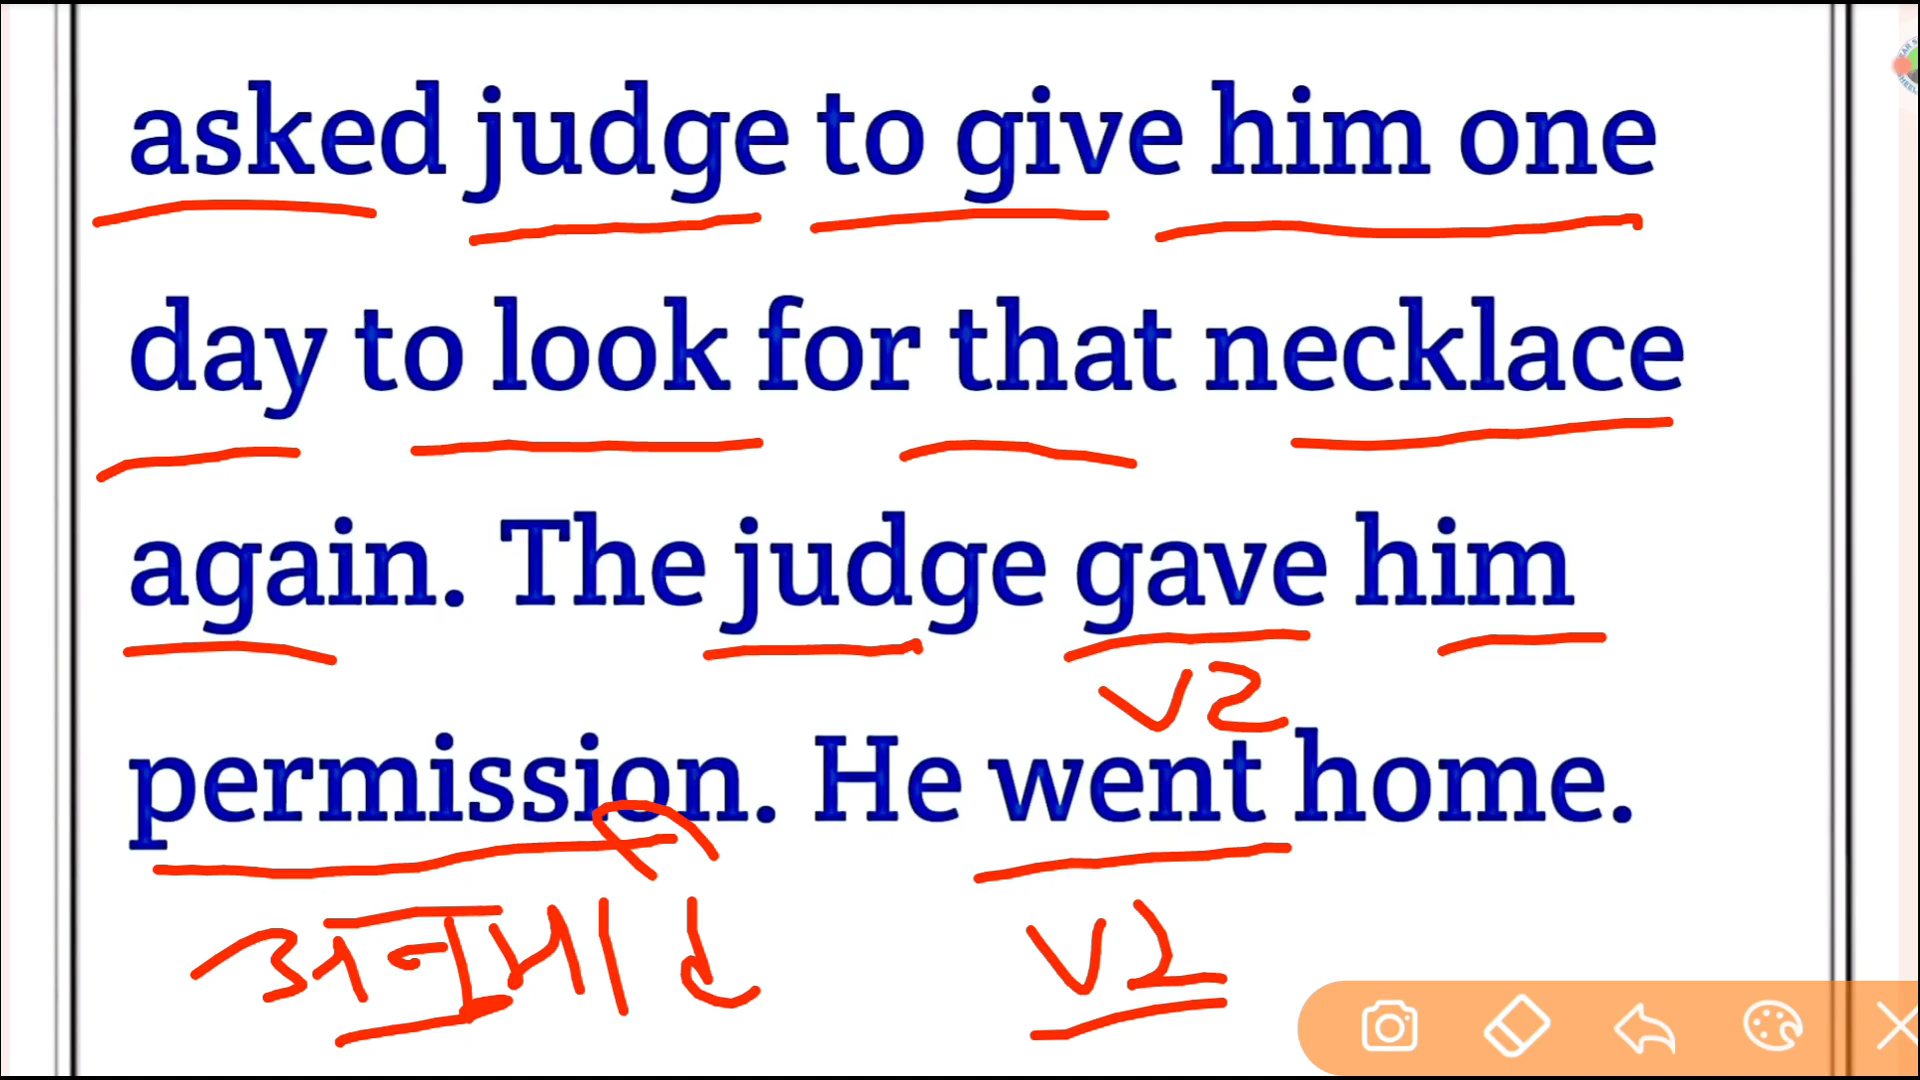 asked judge to give him one
day to look for that necklace
again. The judge gave him
V2
permission. He went home.
अनुमति V2